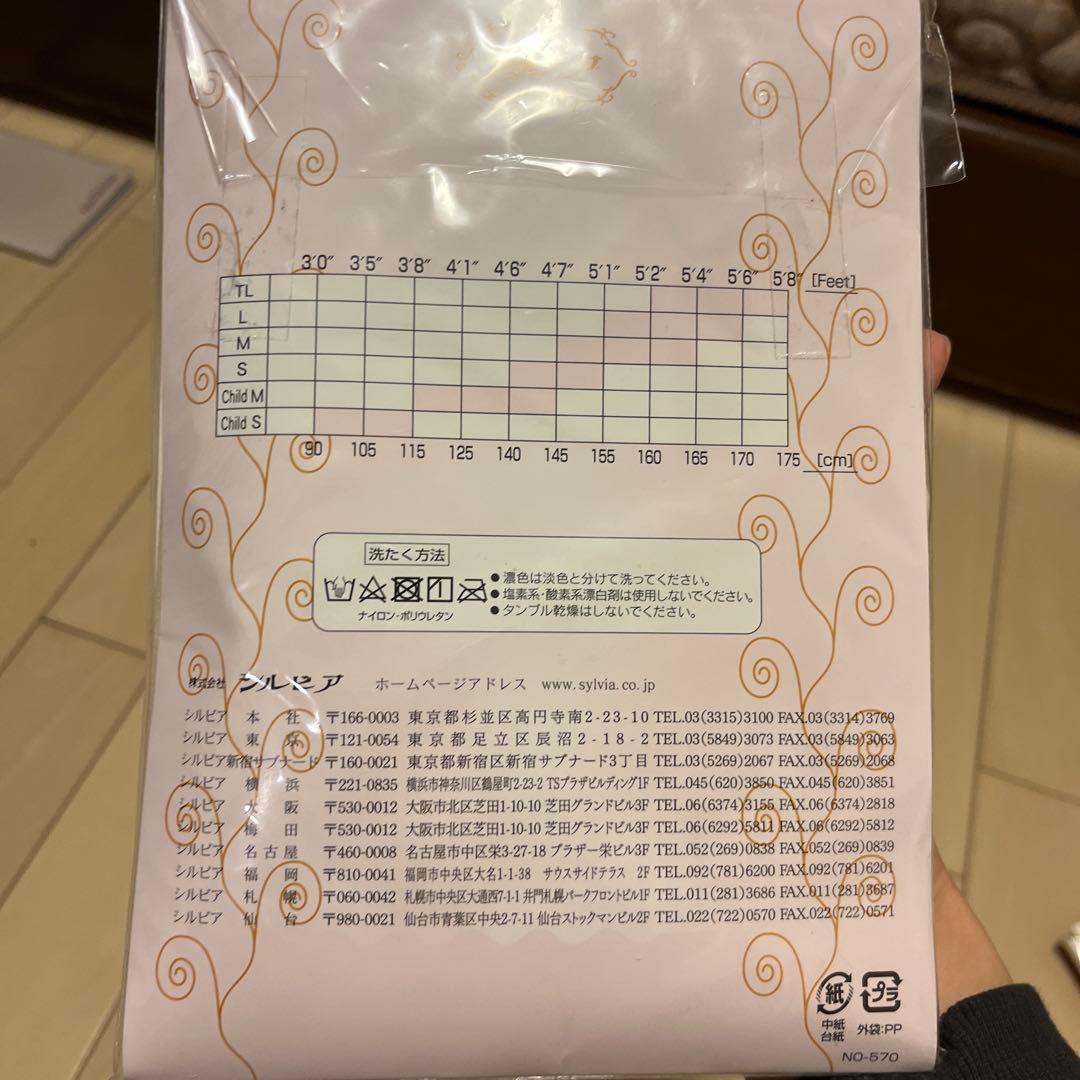 3′0″ 3′5″ 3′8″ 4′1″ 4′6″ 4′7″ 5′1″ 5′2″ 5′4″ 5′6″ 5′8″ [Feet]
TL
L
M
S
Child M
Child S
90 105 115 125 140 145 155 160 165 170 175 [cm]
洗たく方法
ナイロン・ポリウレタン
●濃色は淡色と分けて洗ってください。
●塩素系・酸素系漂白剤は使用しないでください。
●タンブル乾燥はしないでください。
株式会社 シルビア ホームページアドレス www.sylvia.co.jp
シルビア 本社 〒166-0003 東京都杉並区高円寺南2-23-10 TEL.03(3315)3100 FAX.03(3314)3769
シルビア 東京 〒121-0054 東京都足立区辰沼2-18-2 TEL.03(5849)3073 FAX.03(5849)3063
シルビア新宿サブナード 〒160-0021 東京都新宿区新宿サブナード3丁目 TEL.03(5269)2067 FAX.03(5269)2068
シルビア 横浜 〒221-0835 横浜市神奈川区鶴屋町2-23-2 TSプラザビルディング1F TEL.045(620)3850 FAX.045(620)3851
シルビア 大阪 〒530-0012 大阪市北区芝田1-10-10 芝田グランドビル3F TEL.06(6374)3155 FAX.06(6374)2818
シルビア 梅田 〒530-0012 大阪市北区芝田1-10-10 芝田グランドビル3F TEL.06(6292)5811 FAX.06(6292)5812
シルビア 名古屋 〒460-0008 名古屋市中区栄3-27-18 ブラザー栄ビル3F TEL.052(269)0838 FAX.052(269)0839
シルビア 福岡 〒810-0041 福岡市中央区大名1-1-38 サウスサイドテラス 2F TEL.092(781)6200 FAX.092(781)6201
シルビア 札幌 〒060-0042 札幌市中央区大通西7-1-1 井門札幌パークフロントビル1F TEL.011(281)3686 FAX.011(281)3687
シルビア 仙台 〒980-0021 仙台市青葉区中央2-7-11 仙台ストックマンビル2F TEL.022(722)0570 FAX.022(722)0571
紙 プラ
中紙 台紙 外袋:PP
NO-570